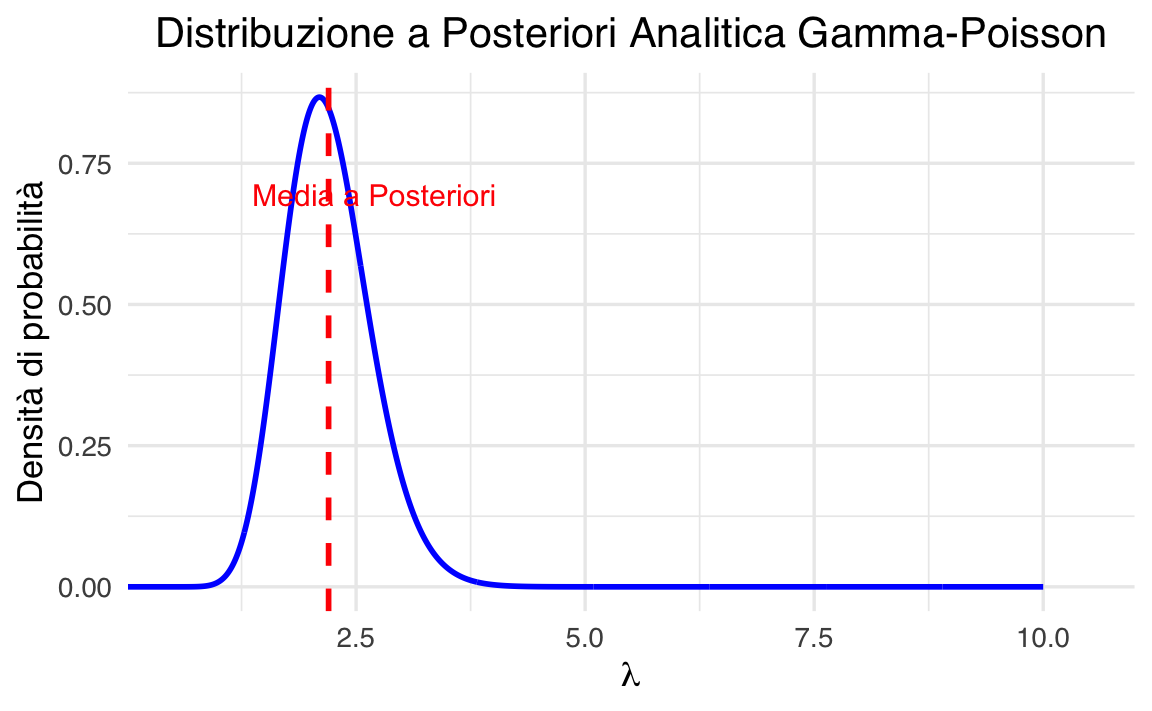 Distribuzione a Posteriori Analitica Gamma-Poisson
Densità di probabilità
0.75
0.50
0.25
0.00
Media a Posteriori
2.5
5.0
7.5
10.0
λ